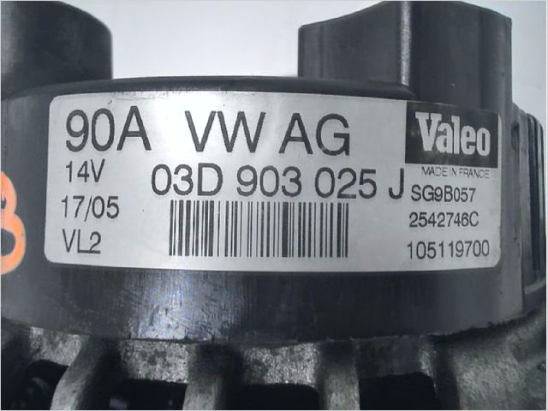 90A VW AG
Valeo
MADE IN FRANCE
14V
03D 903 025 J
SG9B057
17/05
2542746C
VL2
105119700